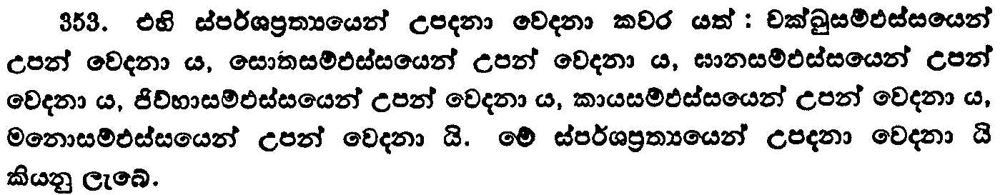 353. එහි ස්පර්ශප්‍රත්‍යයෙන් උපදනා වේදනා කවර යත් : චක්ඛුසම්ඵස්සයෙන්
උපන් වේදනා ය, සොතසම්ඵස්සයෙන් උපන් වේදනා ය, ඝානසම්ඵස්සයෙන් උපන්
වේදනා ය, ජිව්හාසම්ඵස්සයෙන් උපන් වේදනා ය, කායසම්ඵස්සයෙන් උපන් වේදනා ය,
මනොසම්ඵස්සයෙන් උපන් වේදනා යි. මේ ස්පර්ශප්‍රත්‍යයෙන් උපදනා වේදනා යි
කියනු ලැබේ.